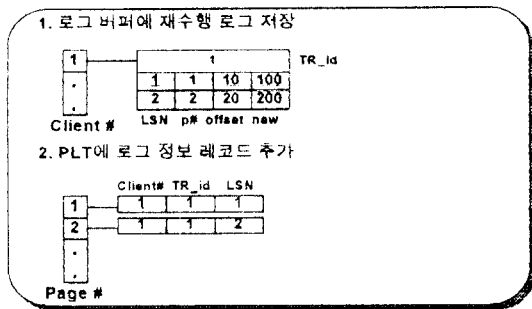 1. 로그 버퍼에 재수행 로그 저장
1 1 TR_id
1 1 10 100
2 2 20 200
Client # LSN p# offset new
2. PLT에 로그 정보 레코드 추가
Client# TR_id LSN
1 1 1 1
2 1 1 2
Page #